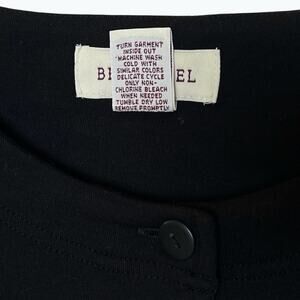 TURN GARMENT
INSIDE OUT
MACHINE WASH
COLD WITH
SIMILAR COLORS
DELICATE CYCLE
ONLY NON-
CHLORINE BLEACH
WHEN NEEDED
TUMBLE DRY LOW
REMOVE PROMPTLY